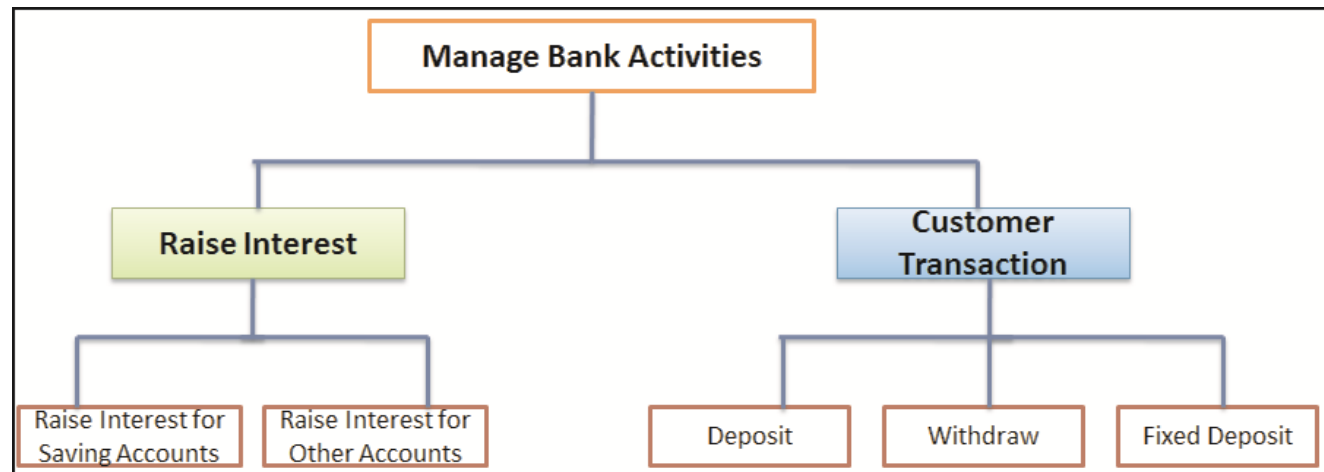 Manage Bank Activities
Raise Interest
Customer
Transaction
Raise Interest for
Saving Accounts
Raise Interest for
Other Accounts
Deposit
Withdraw
Fixed Deposit